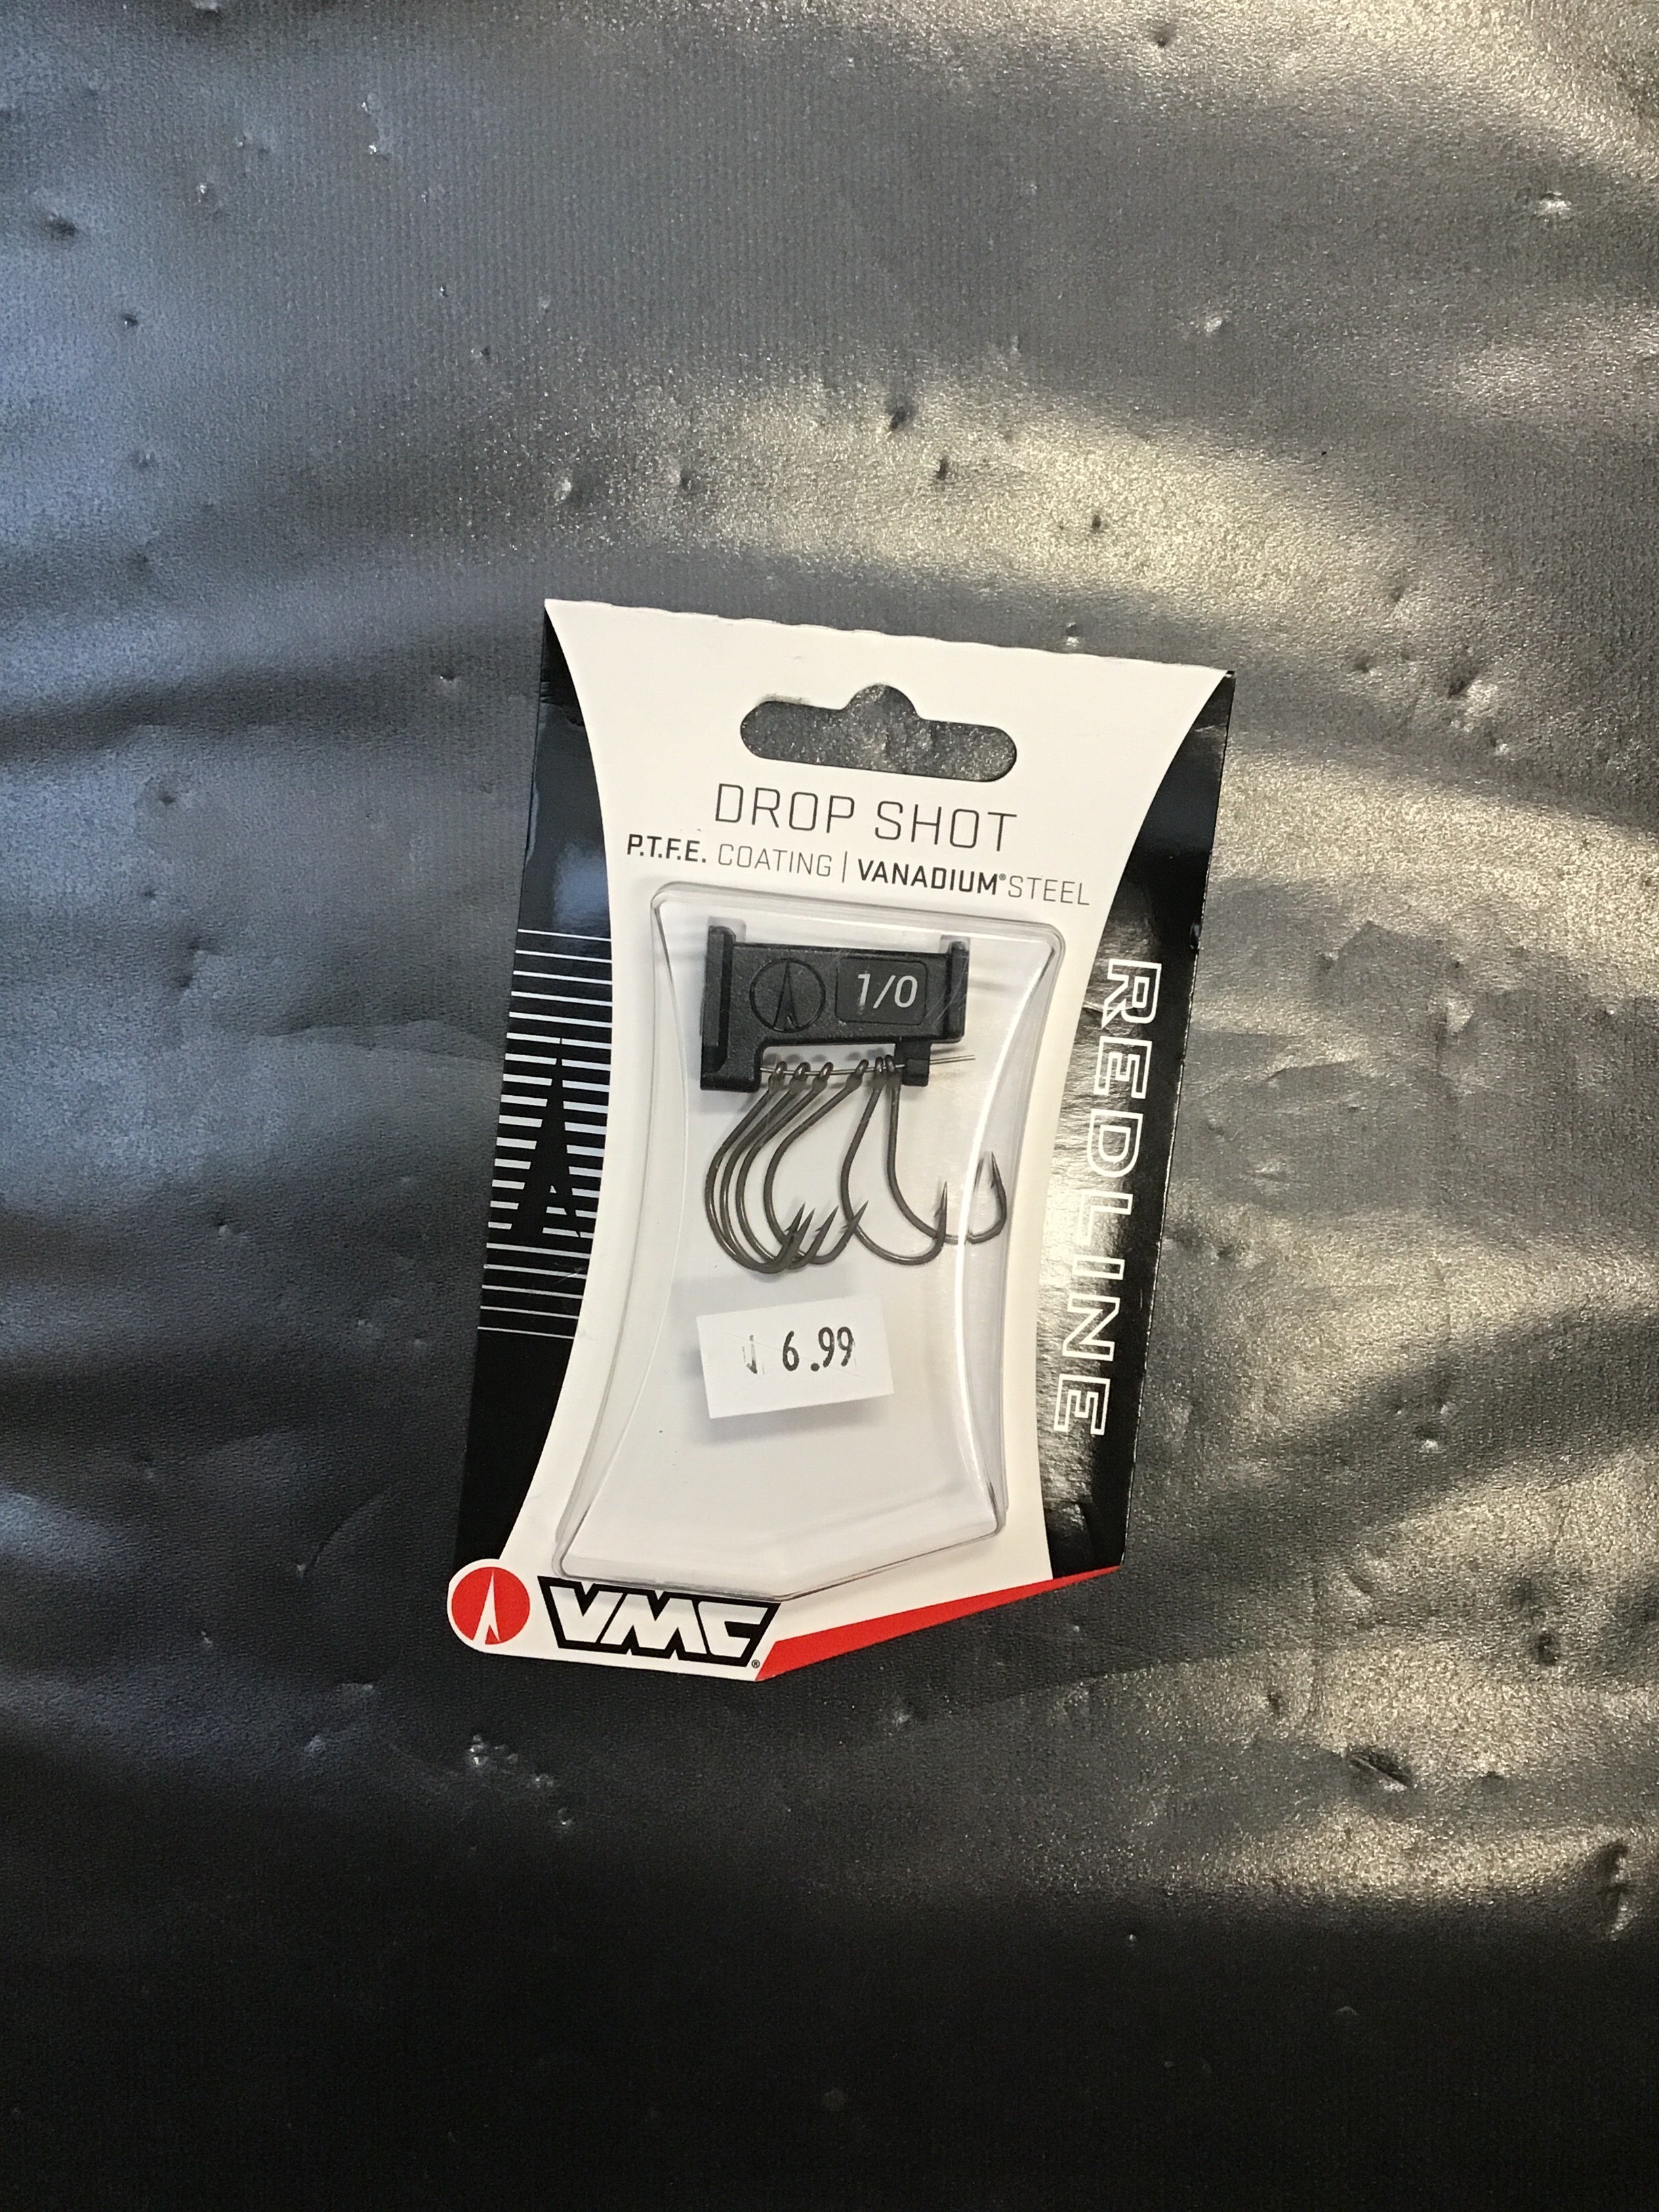 DROP SHOT
P.T.F.E. COATING | VANADIUM® STEEL
1/0
REDLINE
6.99
VMC®